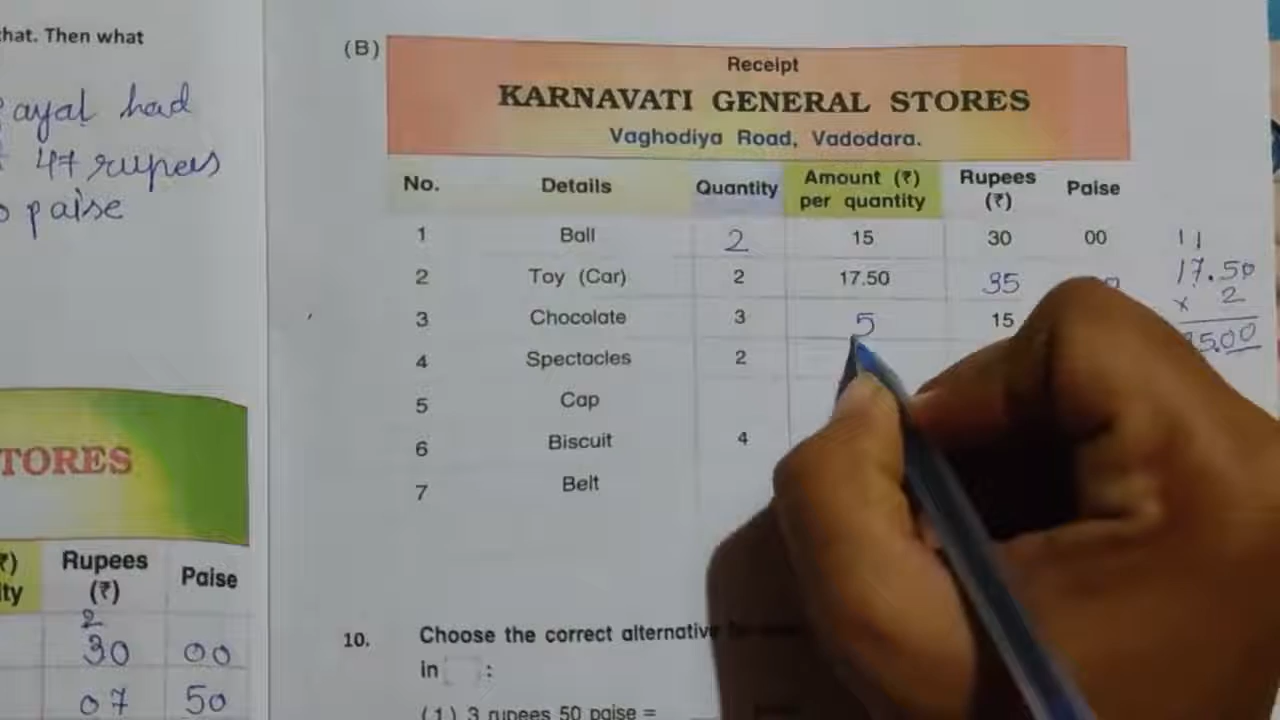 hat. Then what
ayal had
47 rupees
paise
TORES
Rupees Paise
(₹)
2
30 00
07 50
(B)
Receipt
KARNAVATI GENERAL STORES
Vaghodiya Road, Vadodara.
No. Details Quantity Amount (₹) per quantity Rupees (₹) Paise
1 Ball 2 15 30 00
2 Toy (Car) 2 17.50 35
3 Chocolate 3 5 15
4 Spectacles 2
5 Cap
6 Biscuit 4
7 Belt
11
17.50
x 2
5.00
10. Choose the correct alternative
in :
(1) 3 rupees 50 paise =